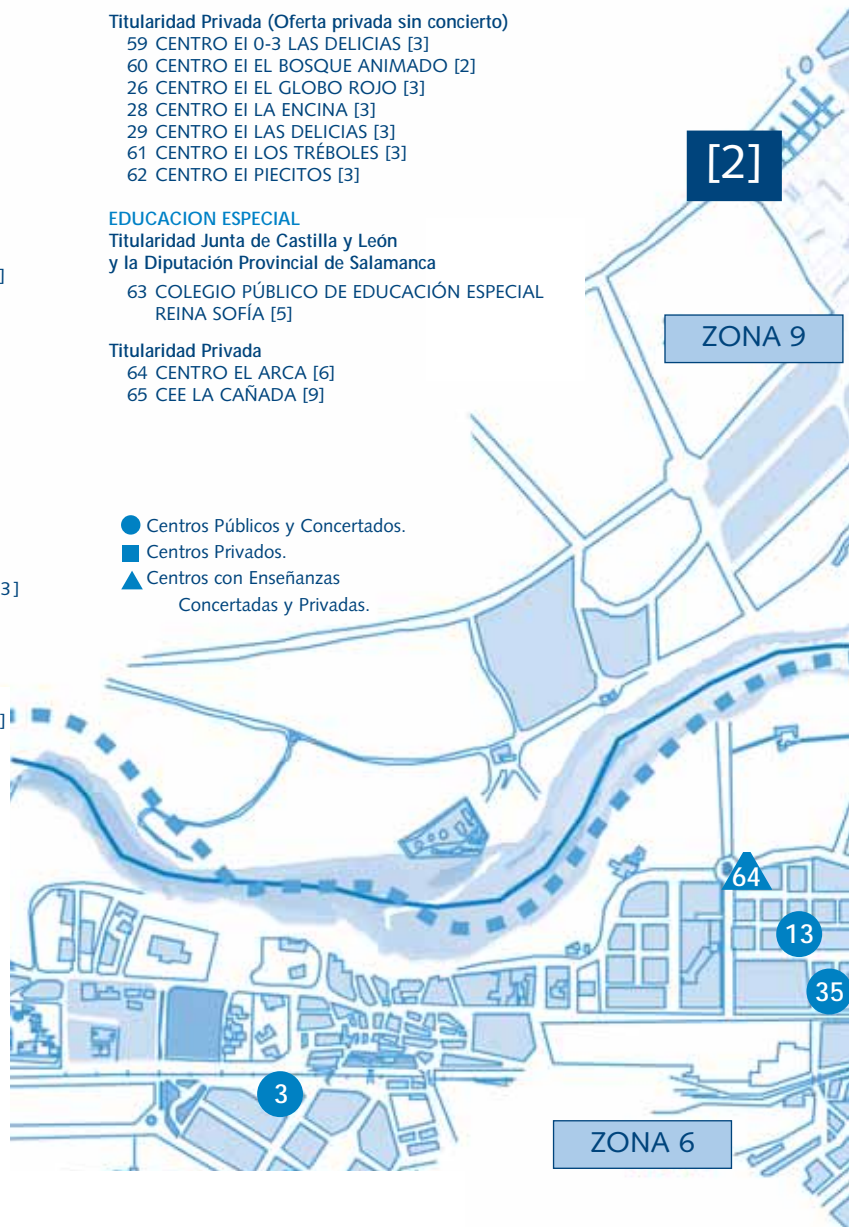 Titularidad Privada (Oferta privada sin concierto)
59 CENTRO EI 0-3 LAS DELICIAS [3]
60 CENTRO EI EL BOSQUE ANIMADO [2]
26 CENTRO EI EL GLOBO ROJO [3]
28 CENTRO EI LA ENCINA [3]
29 CENTRO EI LAS DELICIAS [3]
61 CENTRO EI LOS TRÉBOLES [3]
62 CENTRO EI PIECITOS [3]
EDUCACION ESPECIAL
Titularidad Junta de Castilla y León
y la Diputación Provincial de Salamanca
63 COLEGIO PÚBLICO DE EDUCACIÓN ESPECIAL
REINA SOFÍA [5]
Titularidad Privada
64 CENTRO EL ARCA [6]
65 CEE LA CAÑADA [9]
Centros Públicos y Concertados.
Centros Privados.
Centros con Enseñanzas
Concertadas y Privadas.
]
3]
]
[2]
ZONA 9
64
13
35
3
ZONA 6